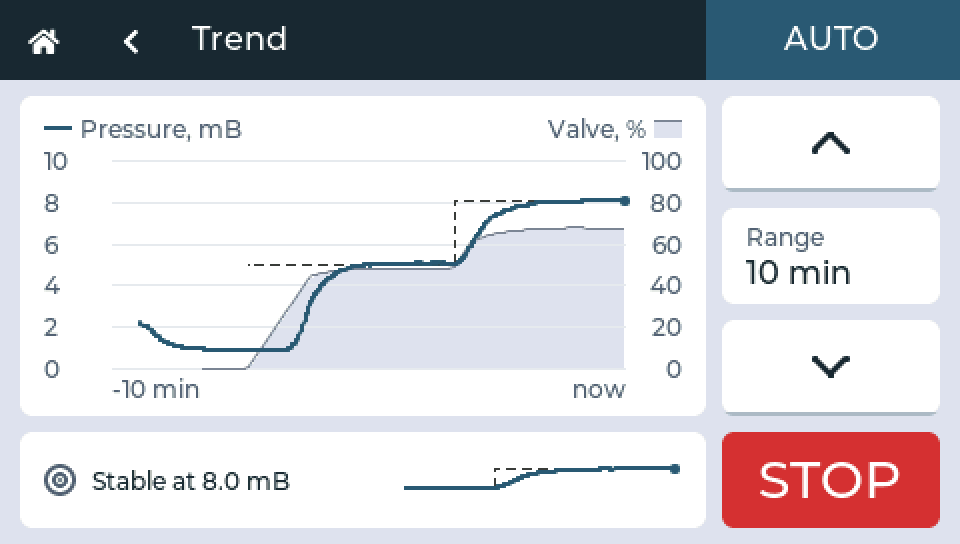 Trend
AUTO
Pressure, mB
Valve, %
10
100
8
80
6
60
4
40
2
20
0
0
-10 min
now
Range
10 min
Stable at 8.0 mB
STOP